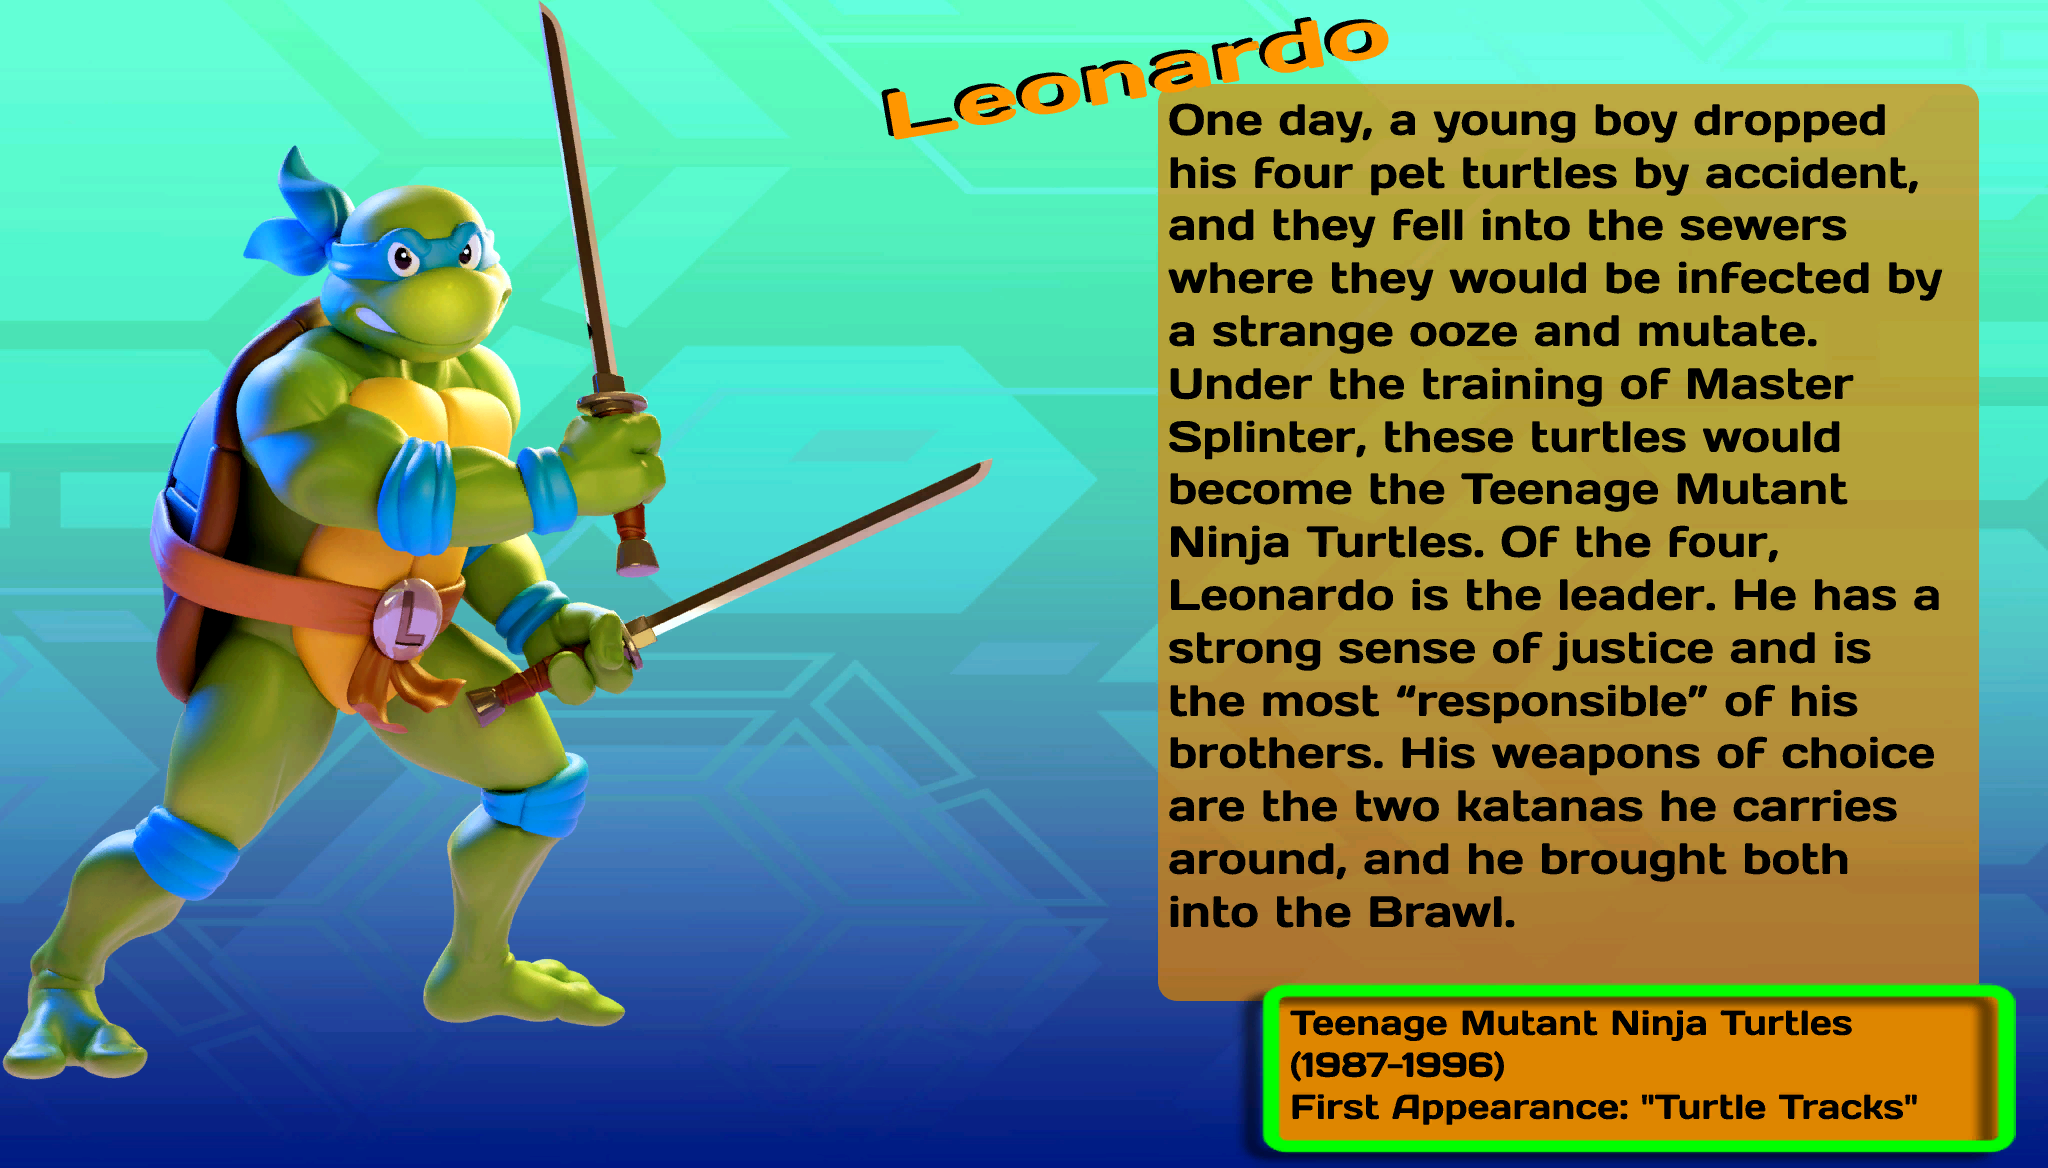 Leonardo
One day, a young boy dropped
his four pet turtles by accident,
and they fell into the sewers
where they would be infected by
a strange ooze and mutate.
Under the training of Master
Splinter, these turtles would
become the Teenage Mutant
Ninja Turtles. Of the four,
Leonardo is the leader. He has a
strong sense of justice and is
the most “responsible” of his
brothers. His weapons of choice
are the two katanas he carries
around, and he brought both
into the Brawl.
L
Teenage Mutant Ninja Turtles
(1987-1996)
First Appearance: "Turtle Tracks"